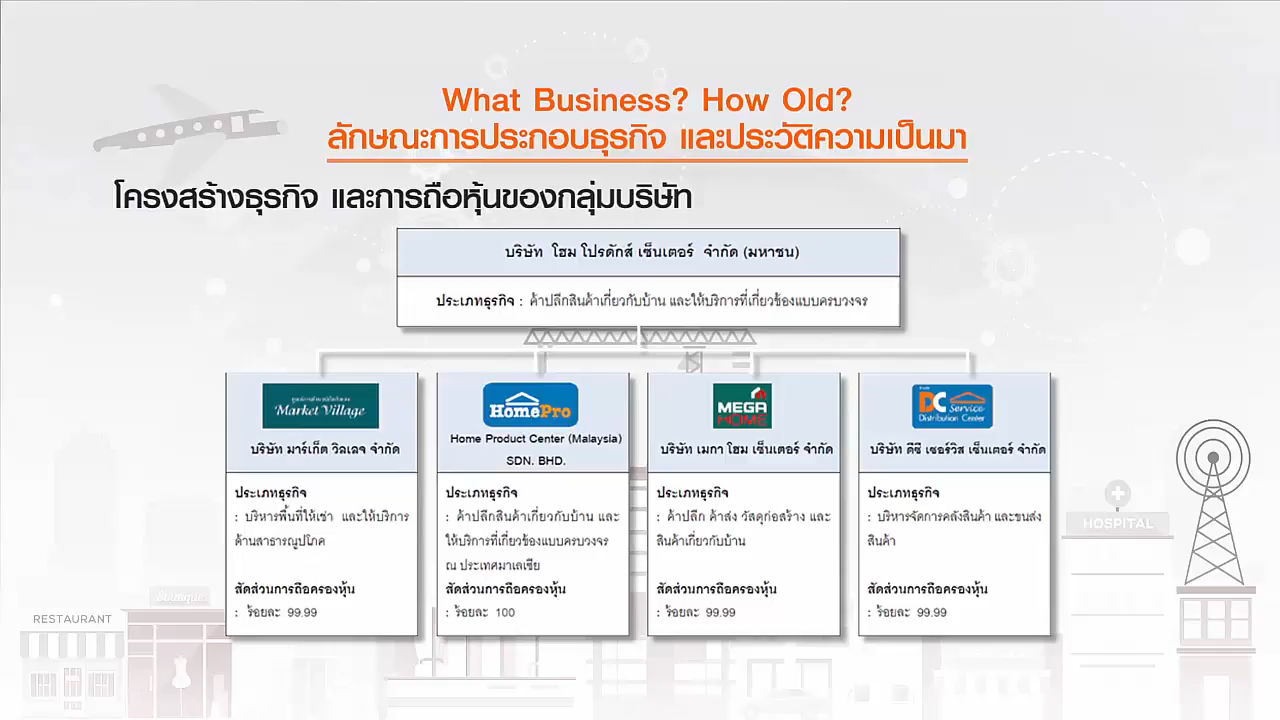 What Business? How Old?
ลักษณะการประกอบธุรกิจ และประวัติความเป็นมา
โครงสร้างธุรกิจ และการถือหุ้นของกลุ่มบริษัท
บริษัท โฮม โปรดักส์ เซ็นเตอร์ จำกัด (มหาชน)
ประเภทธุรกิจ : ค้าปลีกสินค้าเกี่ยวกับบ้าน และให้บริการที่เกี่ยวข้องแบบครบวงจร
Market Village
บริษัท มาร์เก็ต วิลเลจ จำกัด
ประเภทธุรกิจ
: บริหารพื้นที่ให้เช่า และให้บริการ
ด้านสาธารณูปโภค
สัดส่วนการถือครองหุ้น
: ร้อยละ 99.99
HomePro
Home Product Center (Malaysia)
SDN. BHD.
ประเภทธุรกิจ
: ค้าปลีกสินค้าเกี่ยวกับบ้าน และ
ให้บริการที่เกี่ยวข้องแบบครบวงจร
ณ ประเทศมาเลเซีย
สัดส่วนการถือครองหุ้น
: ร้อยละ 100
MEGA
HOME
บริษัท เมกา โฮม เซ็นเตอร์ จำกัด
ประเภทธุรกิจ
: ค้าปลีก ค้าส่ง วัสดุก่อสร้าง และ
สินค้าเกี่ยวกับบ้าน
สัดส่วนการถือครองหุ้น
: ร้อยละ 99.99
DC Service
Distribution Center
บริษัท ดีซี เซอร์วิส เซ็นเตอร์ จำกัด
ประเภทธุรกิจ
: บริหารจัดการคลังสินค้า และขนส่ง
สินค้า
สัดส่วนการถือครองหุ้น
: ร้อยละ 99.99
RESTAURANT
Boutique
HOSPITAL